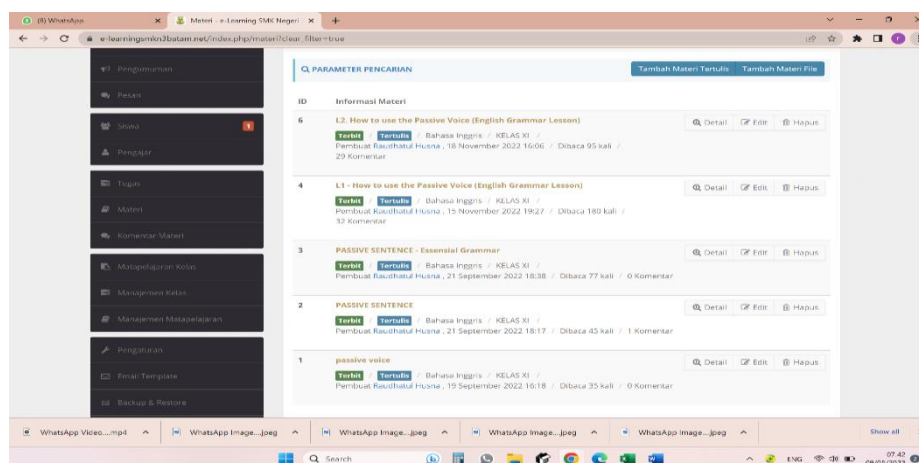 (8) WhatsApp
Materi - e-Learning SMK Negeri
e-learningsmkn3batam.net/index.php/materi?clear_filter=true
Pengumuman
Pesan
Siswa 1
Pengajar
Tugas
Materi
Komentar Materi
Matapelajaran Kelas
Manajemen Kelas
Manajemen Matapelajaran
Pengaturan
Email Template
Backup & Restore
PARAMETER PENCARIAN
Tambah Materi Tertulis Tambah Materi File
ID Informasi Materi
6 L2. How to use the Passive Voice (English Grammar Lesson)
Detail Edit Hapus
Terbit / Tertulis / Bahasa Inggris / KELAS XI /
Pembuat Raudhatul Husna , 18 November 2022 16:06 / Dibaca 95 kali /
29 Komentar
4 L1 - How to use the Passive Voice (English Grammar Lesson)
Detail Edit Hapus
Terbit / Tertulis / Bahasa Inggris / KELAS XI /
Pembuat Raudhatul Husna , 15 November 2022 19:27 / Dibaca 180 kali /
32 Komentar
3 PASSIVE SENTENCE - Essensial Grammar
Detail Edit Hapus
Terbit / Tertulis / Bahasa Inggris / KELAS XI /
Pembuat Raudhatul Husna , 21 September 2022 18:38 / Dibaca 77 kali / 0 Komentar
2 PASSIVE SENTENCE
Detail Edit Hapus
Terbit / Tertulis / Bahasa Inggris / KELAS XI /
Pembuat Raudhatul Husna , 21 September 2022 18:17 / Dibaca 45 kali / 1 Komentar
1 passive voice
Detail Edit Hapus
Terbit / Tertulis / Bahasa Inggris / KELAS XI /
Pembuat Raudhatul Husna , 19 September 2022 16:18 / Dibaca 35 kali / 0 Komentar
WhatsApp Video....mp4 WhatsApp Image....jpeg WhatsApp Image....jpeg WhatsApp Image....jpeg WhatsApp Image....jpeg Show all
Search ENG 07.42